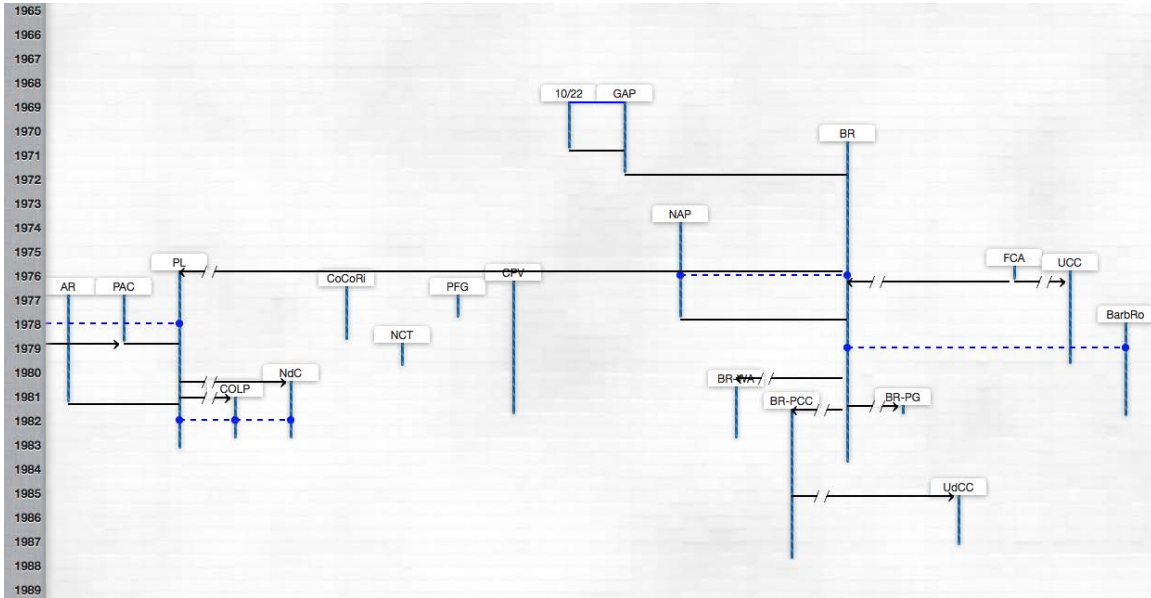 1965
1966
1967
1968
10/22 GAP
1969
1970
BR
1971
1972
1973
NAP
1974
1975
PL FCA UCC
1976
CoCoRi CPV
AR PAC PFG
1977
1978
BarbRo
NCT
1979
1980
NdC BR-WA
COLP BR-PCC BR-PG
1981
1982
1983
1984
UdCC
1985
1986
1987
1988
1989